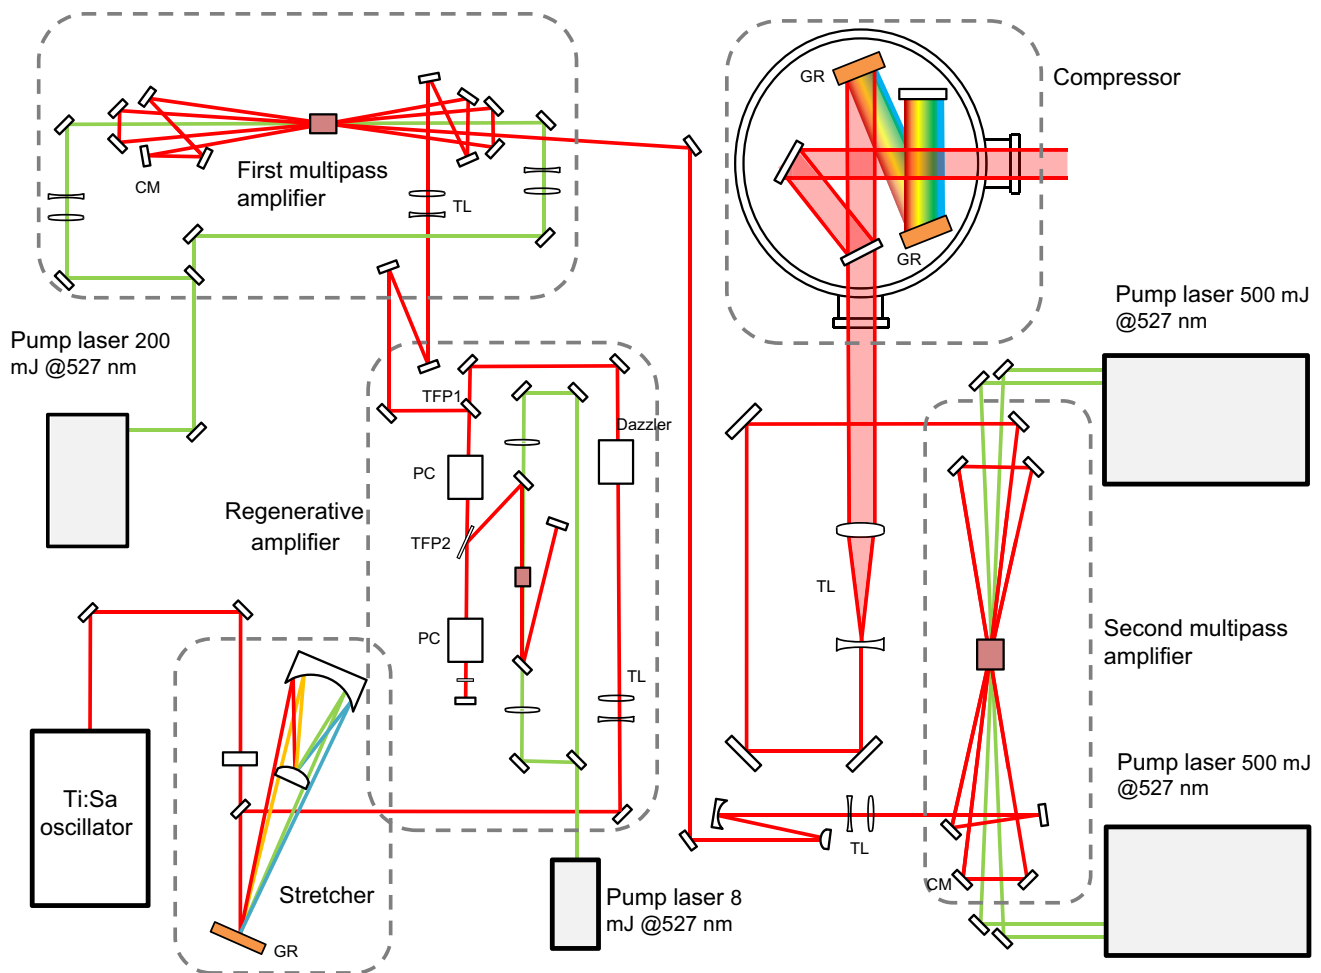 GR
Compressor
First multipass
amplifier
CM
TL
GR
Pump laser 500 mJ
@527 nm
Pump laser 200
mJ @527 nm
TFP1
Dazzler
PC
Regenerative
amplifier
TFP2
TL
PC
Second multipass
amplifier
TL
Pump laser 500 mJ
@527 nm
Ti:Sa
oscillator
TL
CM
Stretcher
Pump laser 8
mJ @527 nm
GR